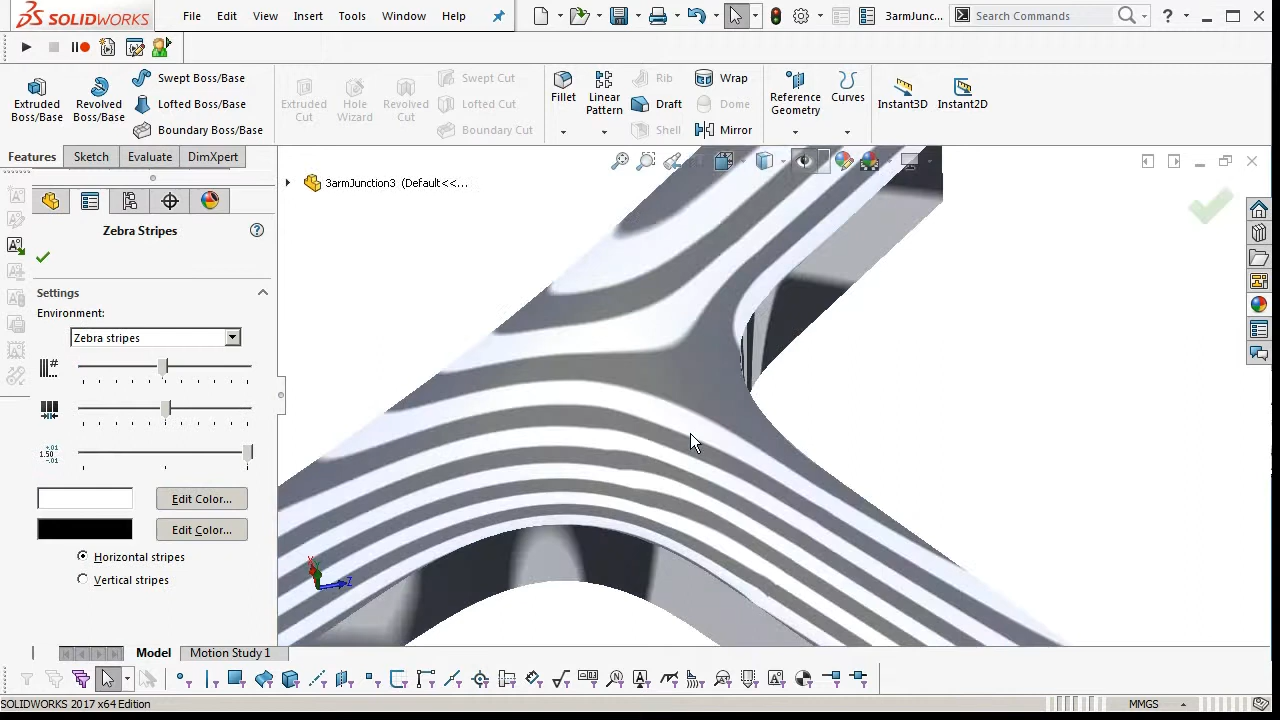 SOLIDWORKS File Edit View Insert Tools Window Help 3armJunc... Search Commands ?
Extruded Boss/Base
Revolved Boss/Base
Swept Boss/Base
Lofted Boss/Base
Boundary Boss/Base
Extruded Cut
Hole Wizard
Revolved Cut
Swept Cut
Lofted Cut
Boundary Cut
Fillet
Linear Pattern
Rib
Draft
Shell
Wrap
Dome
Mirror
Reference Geometry
Curves
Instant3D
Instant2D
Features Sketch Evaluate DimXpert
3armJunction3 (Default<<...
Zebra Stripes
Settings
Environment:
Zebra stripes
Edit Color...
Edit Color...
Horizontal stripes
Vertical stripes
Z
Model Motion Study 1
SOLIDWORKS 2017 x64 Edition MMGS